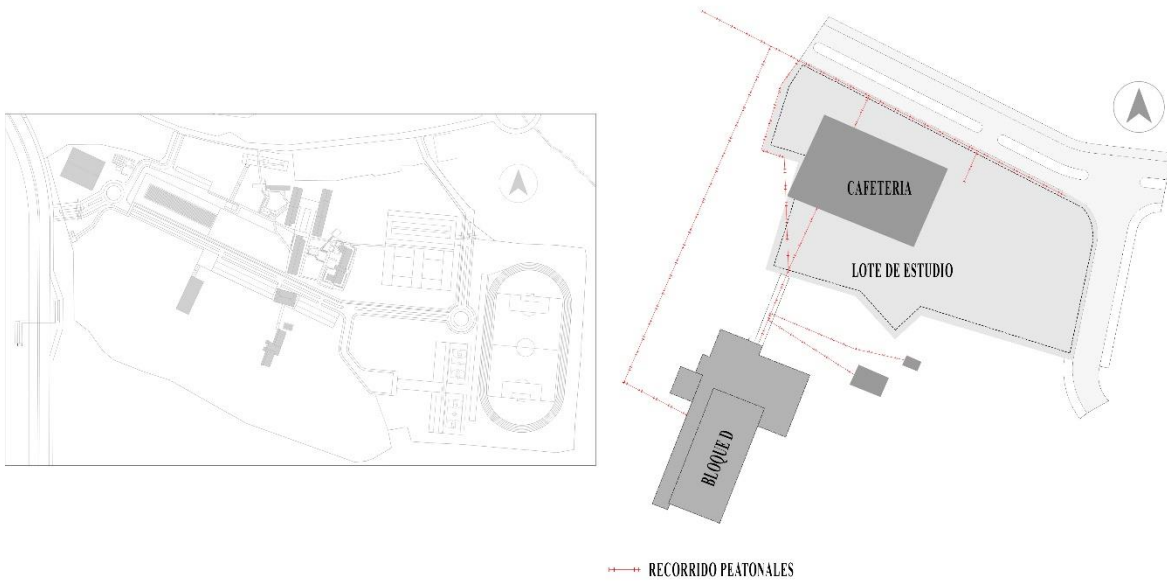 CAFETERIA
LOTE DE ESTUDIO
BLOQUE D
RECORRIDO PEATONALES